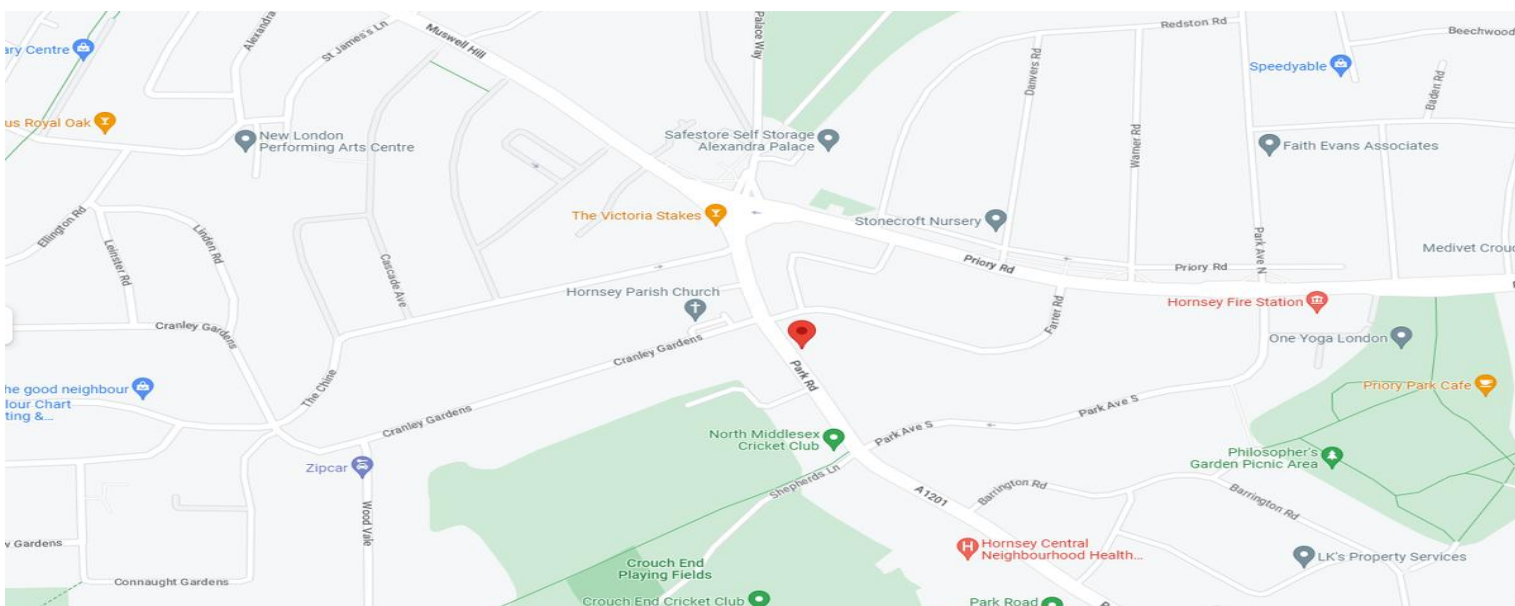 Muswell Hill
Palace
Way
Redston Rd
Beechwood
St James's Ln
Alexandra
ary Centre
Danvers Rd
Speedyable
Baden Rd
us Royal Oak
New London
Performing Arts Centre
Safestore Self Storage
Alexandra Palace
Warner Rd
Faith Evans Associates
Ellington Rd
Linden Rd
Leinster Rd
The Victoria Stakes
Stonecroft Nursery
Park Ave N
Medivet Crouc
Cascade Ave
Priory Rd
Priory Rd
Hornsey Parish Church
Farrer Rd
Hornsey Fire Station
Cranley Gardens
Cranley Gardens
One Yoga London
Park Rd
he good neighbour
lour Chart
ting &...
The Chine
Priory Park Cafe
Cranley Gardens
Park Ave S
Park Ave S
North Middlesex
Cricket Club
Philosopher's
Garden Picnic Area
Zipcar
Shepherds Ln
A1201
Barrington Rd
Barrington Rd
Wood Vale
v Gardens
Hornsey Central
Neighbourhood Health...
LK's Property Services
Crouch End
Playing Fields
Connaught Gardens
Crouch End Cricket Club
Park Road